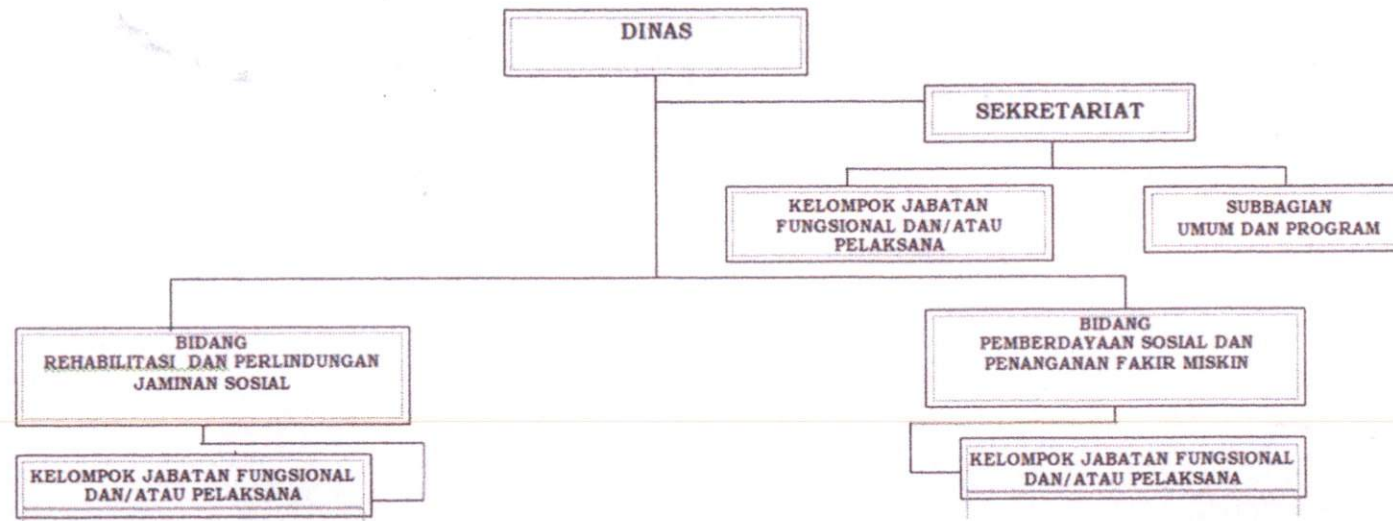 DINAS
SEKRETARIAT
KELOMPOK JABATAN
FUNGSIONAL DAN/ATAU
PELAKSANA
SUBBAGIAN
UMUM DAN PROGRAM
BIDANG
REHABILITASI DAN PERLINDUNGAN
JAMINAN SOSIAL
BIDANG
PEMBERDAYAAN SOSIAL DAN
PENANGANAN FAKIR MISKIN
KELOMPOK JABATAN FUNGSIONAL
DAN/ATAU PELAKSANA
KELOMPOK JABATAN FUNGSIONAL
DAN/ATAU PELAKSANA